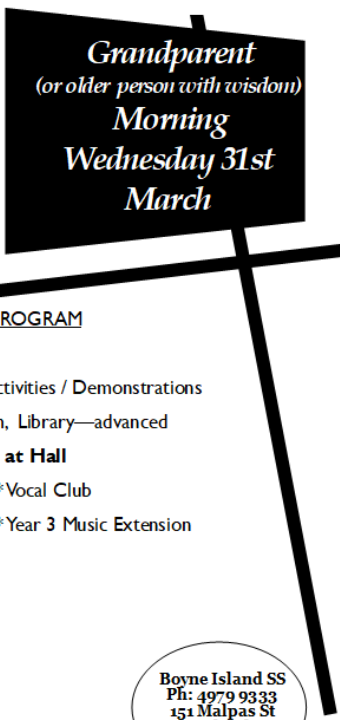 Grandparent
(or older person with wisdom)
Morning
Wednesday 31st
March
ROGRAM
ctivities / Demonstrations
n, Library—advanced
at Hall
*Vocal Club
*Year 3 Music Extension
Boyne Island SS
Ph: 4979 9333
151 Malpas St